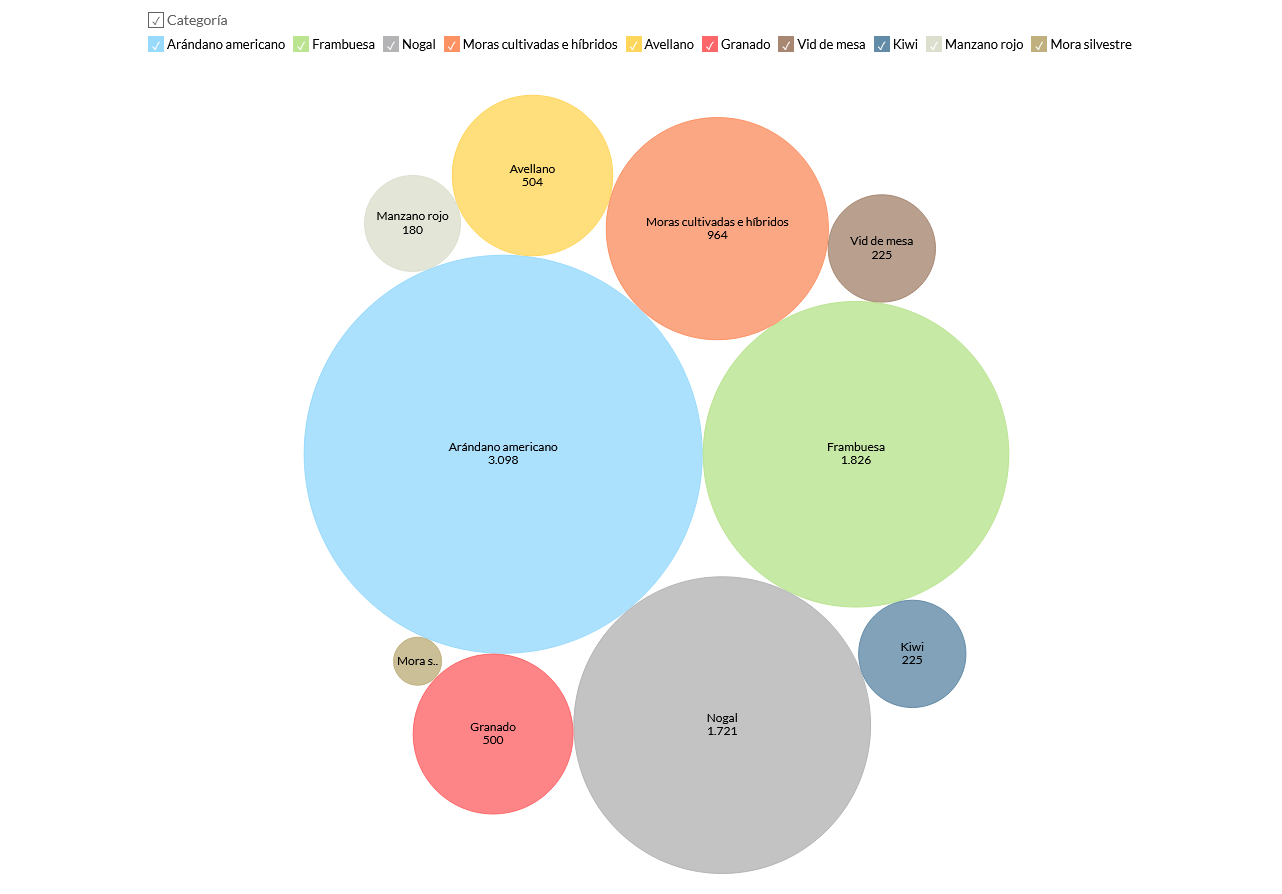 Categoría
Arándano americano Frambuesa Nogal Moras cultivadas e híbridos Avellano Granado Vid de mesa Kiwi Manzano rojo Mora silvestre
Avellano
504
Manzano rojo
180
Moras cultivadas e híbridos
964
Vid de mesa
225
Arándano americano
3.098
Frambuesa
1.826
Mora s..
Granado
500
Nogal
1.721
Kiwi
225